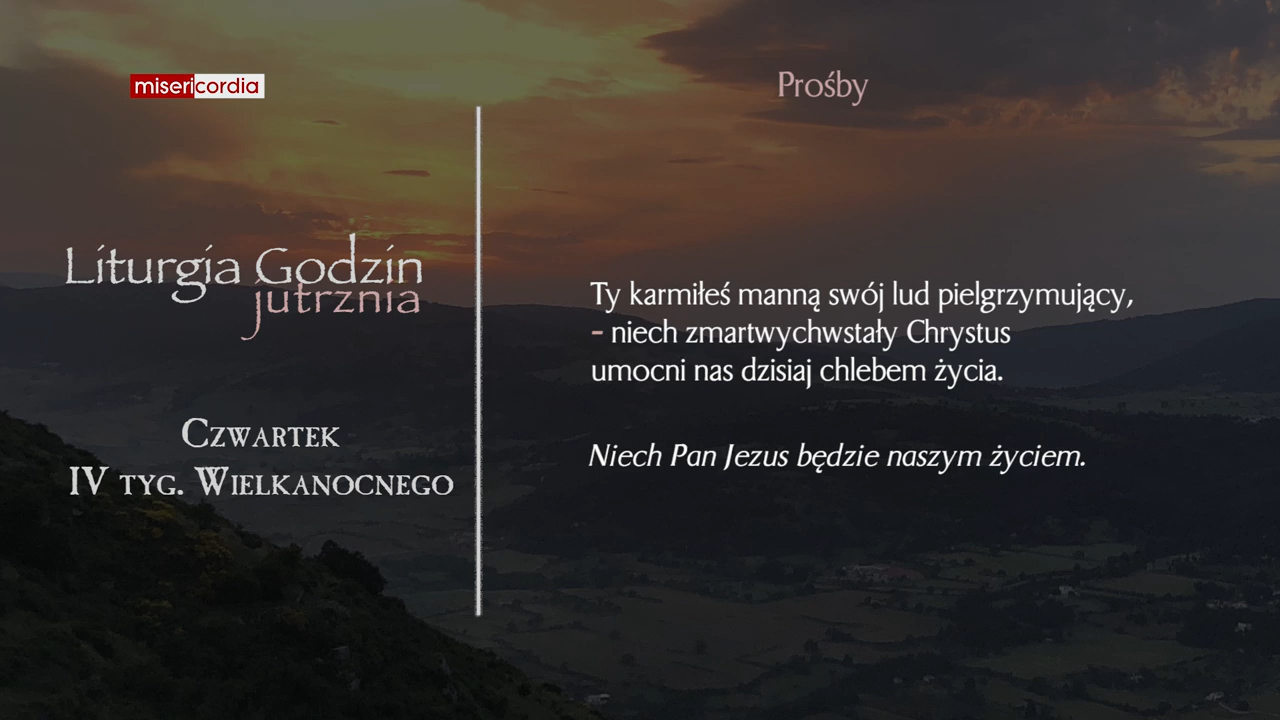 misericordia
Liturgia Godzin
jutrznia
Czwartek
IV tyg. Wielkanocnego
Prośby
Ty karmiłeś manną swój lud pielgrzymujący,
– niech zmartwychwstały Chrystus
umocni nas dzisiaj chlebem życia.
Niech Pan Jezus będzie naszym życiem.